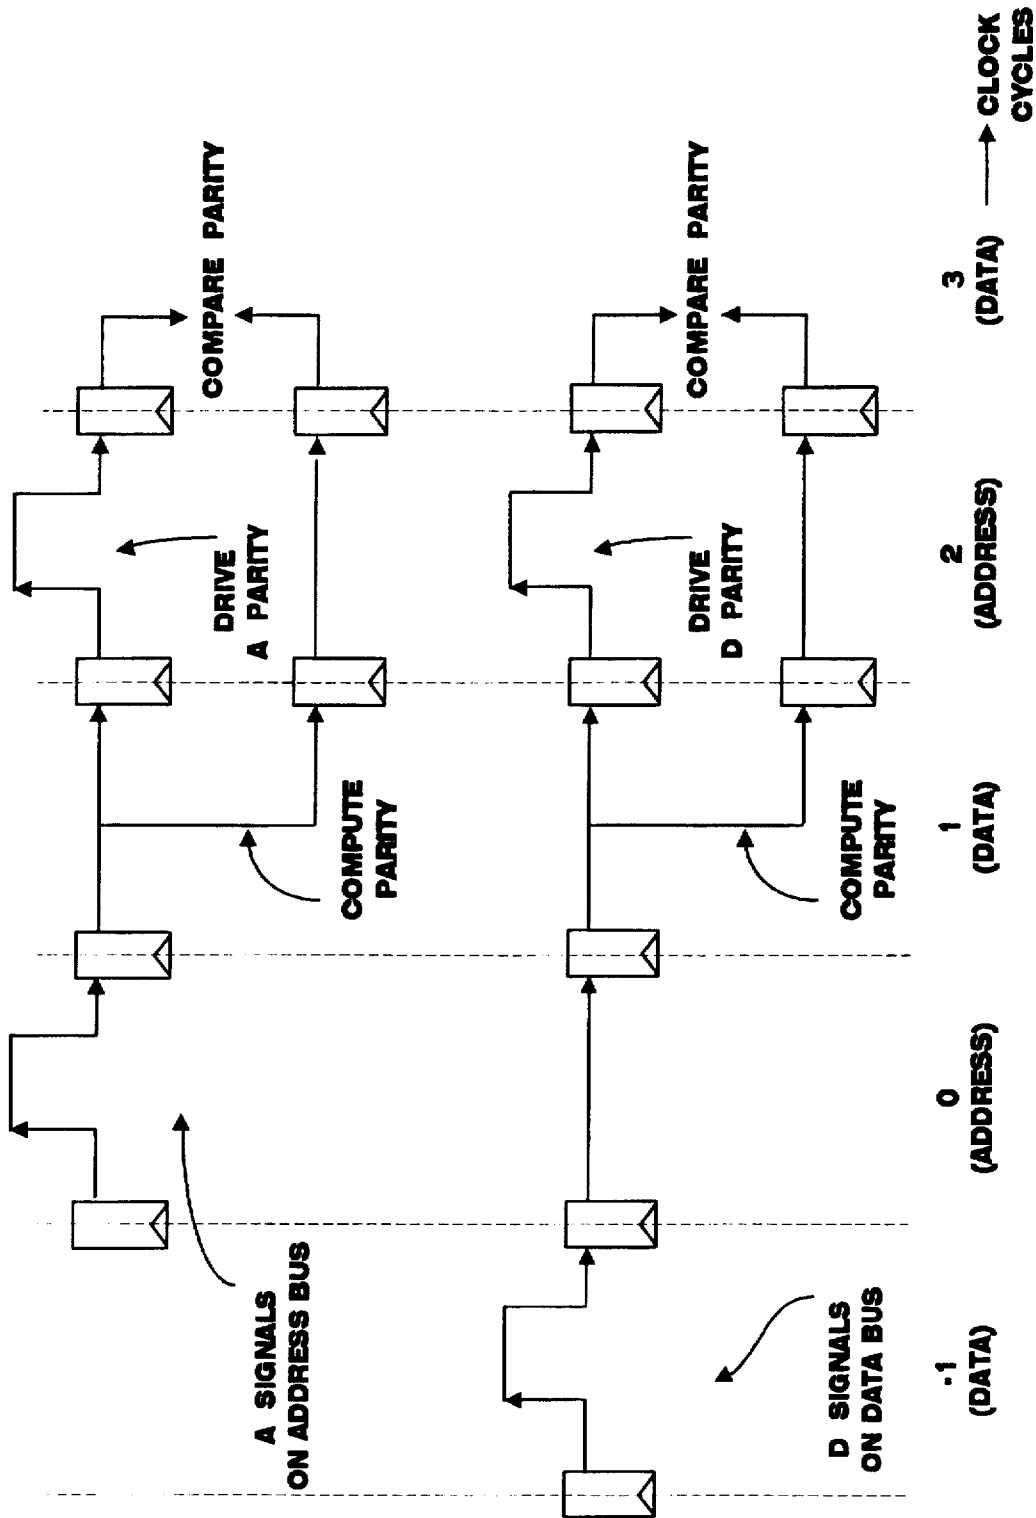 A SIGNALS
ON ADDRESS BUS
COMPUTE
PARITY
DRIVE
A PARITY
COMPARE PARITY
D SIGNALS
ON DATA BUS
COMPUTE
PARITY
DRIVE
D PARITY
COMPARE PARITY
-1
(DATA)
0
(ADDRESS)
1
(DATA)
2
(ADDRESS)
3
(DATA)
CLOCK
CYCLES